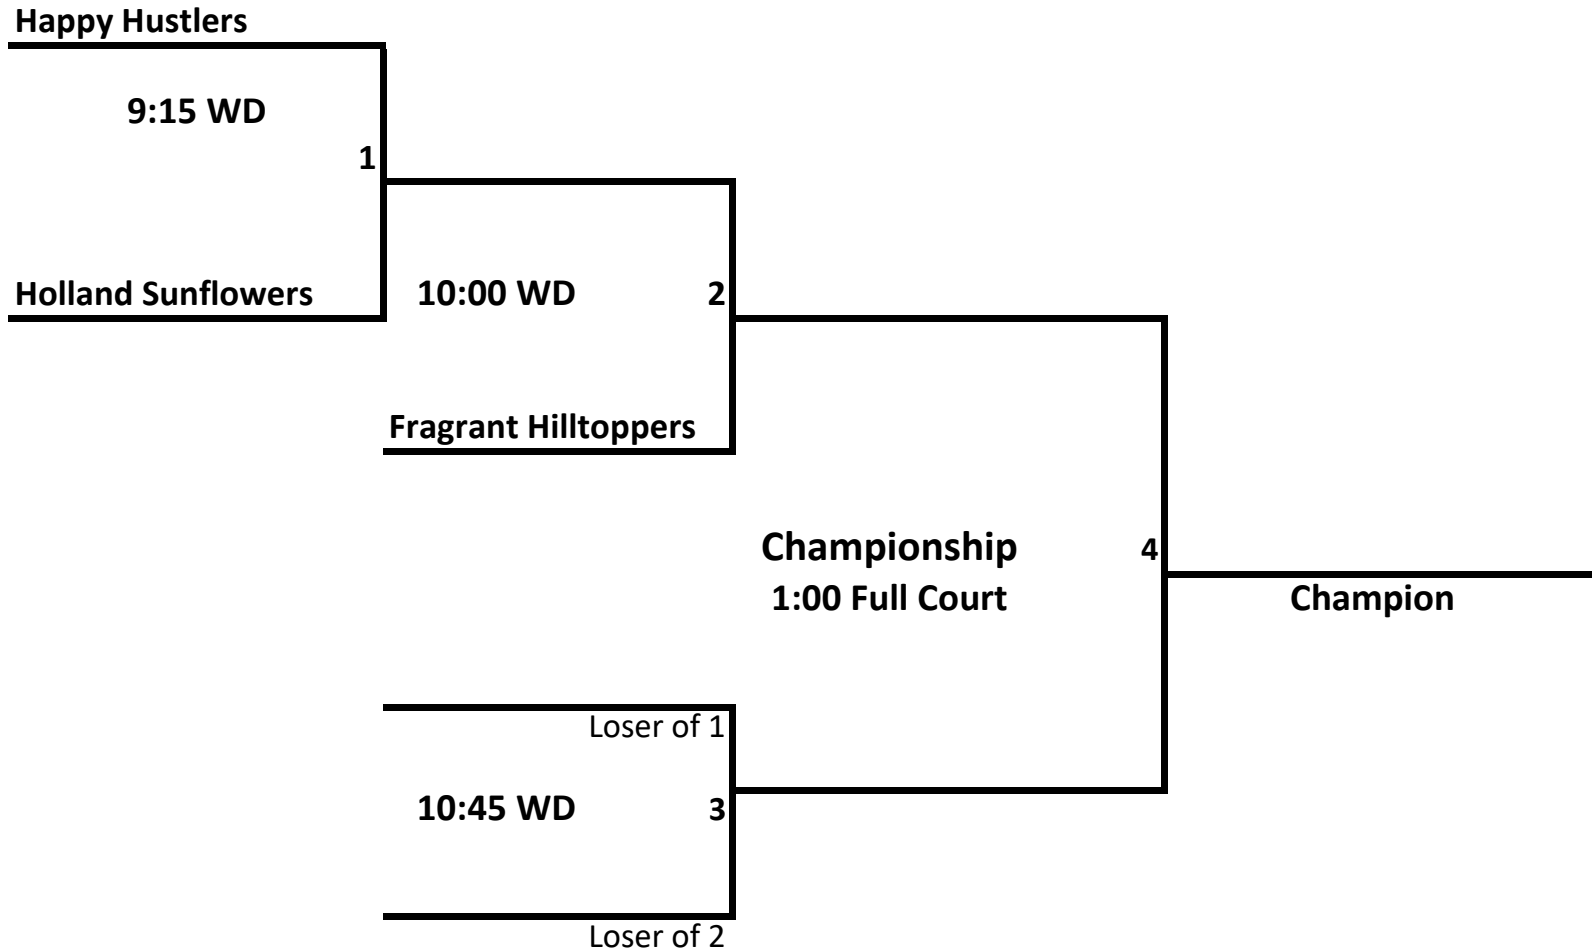 Happy Hustlers
9:15 WD
1
Holland Sunflowers
10:00 WD
2
Fragrant Hilltoppers
Championship
4
1:00 Full Court
Champion
Loser of 1
10:45 WD
3
Loser of 2